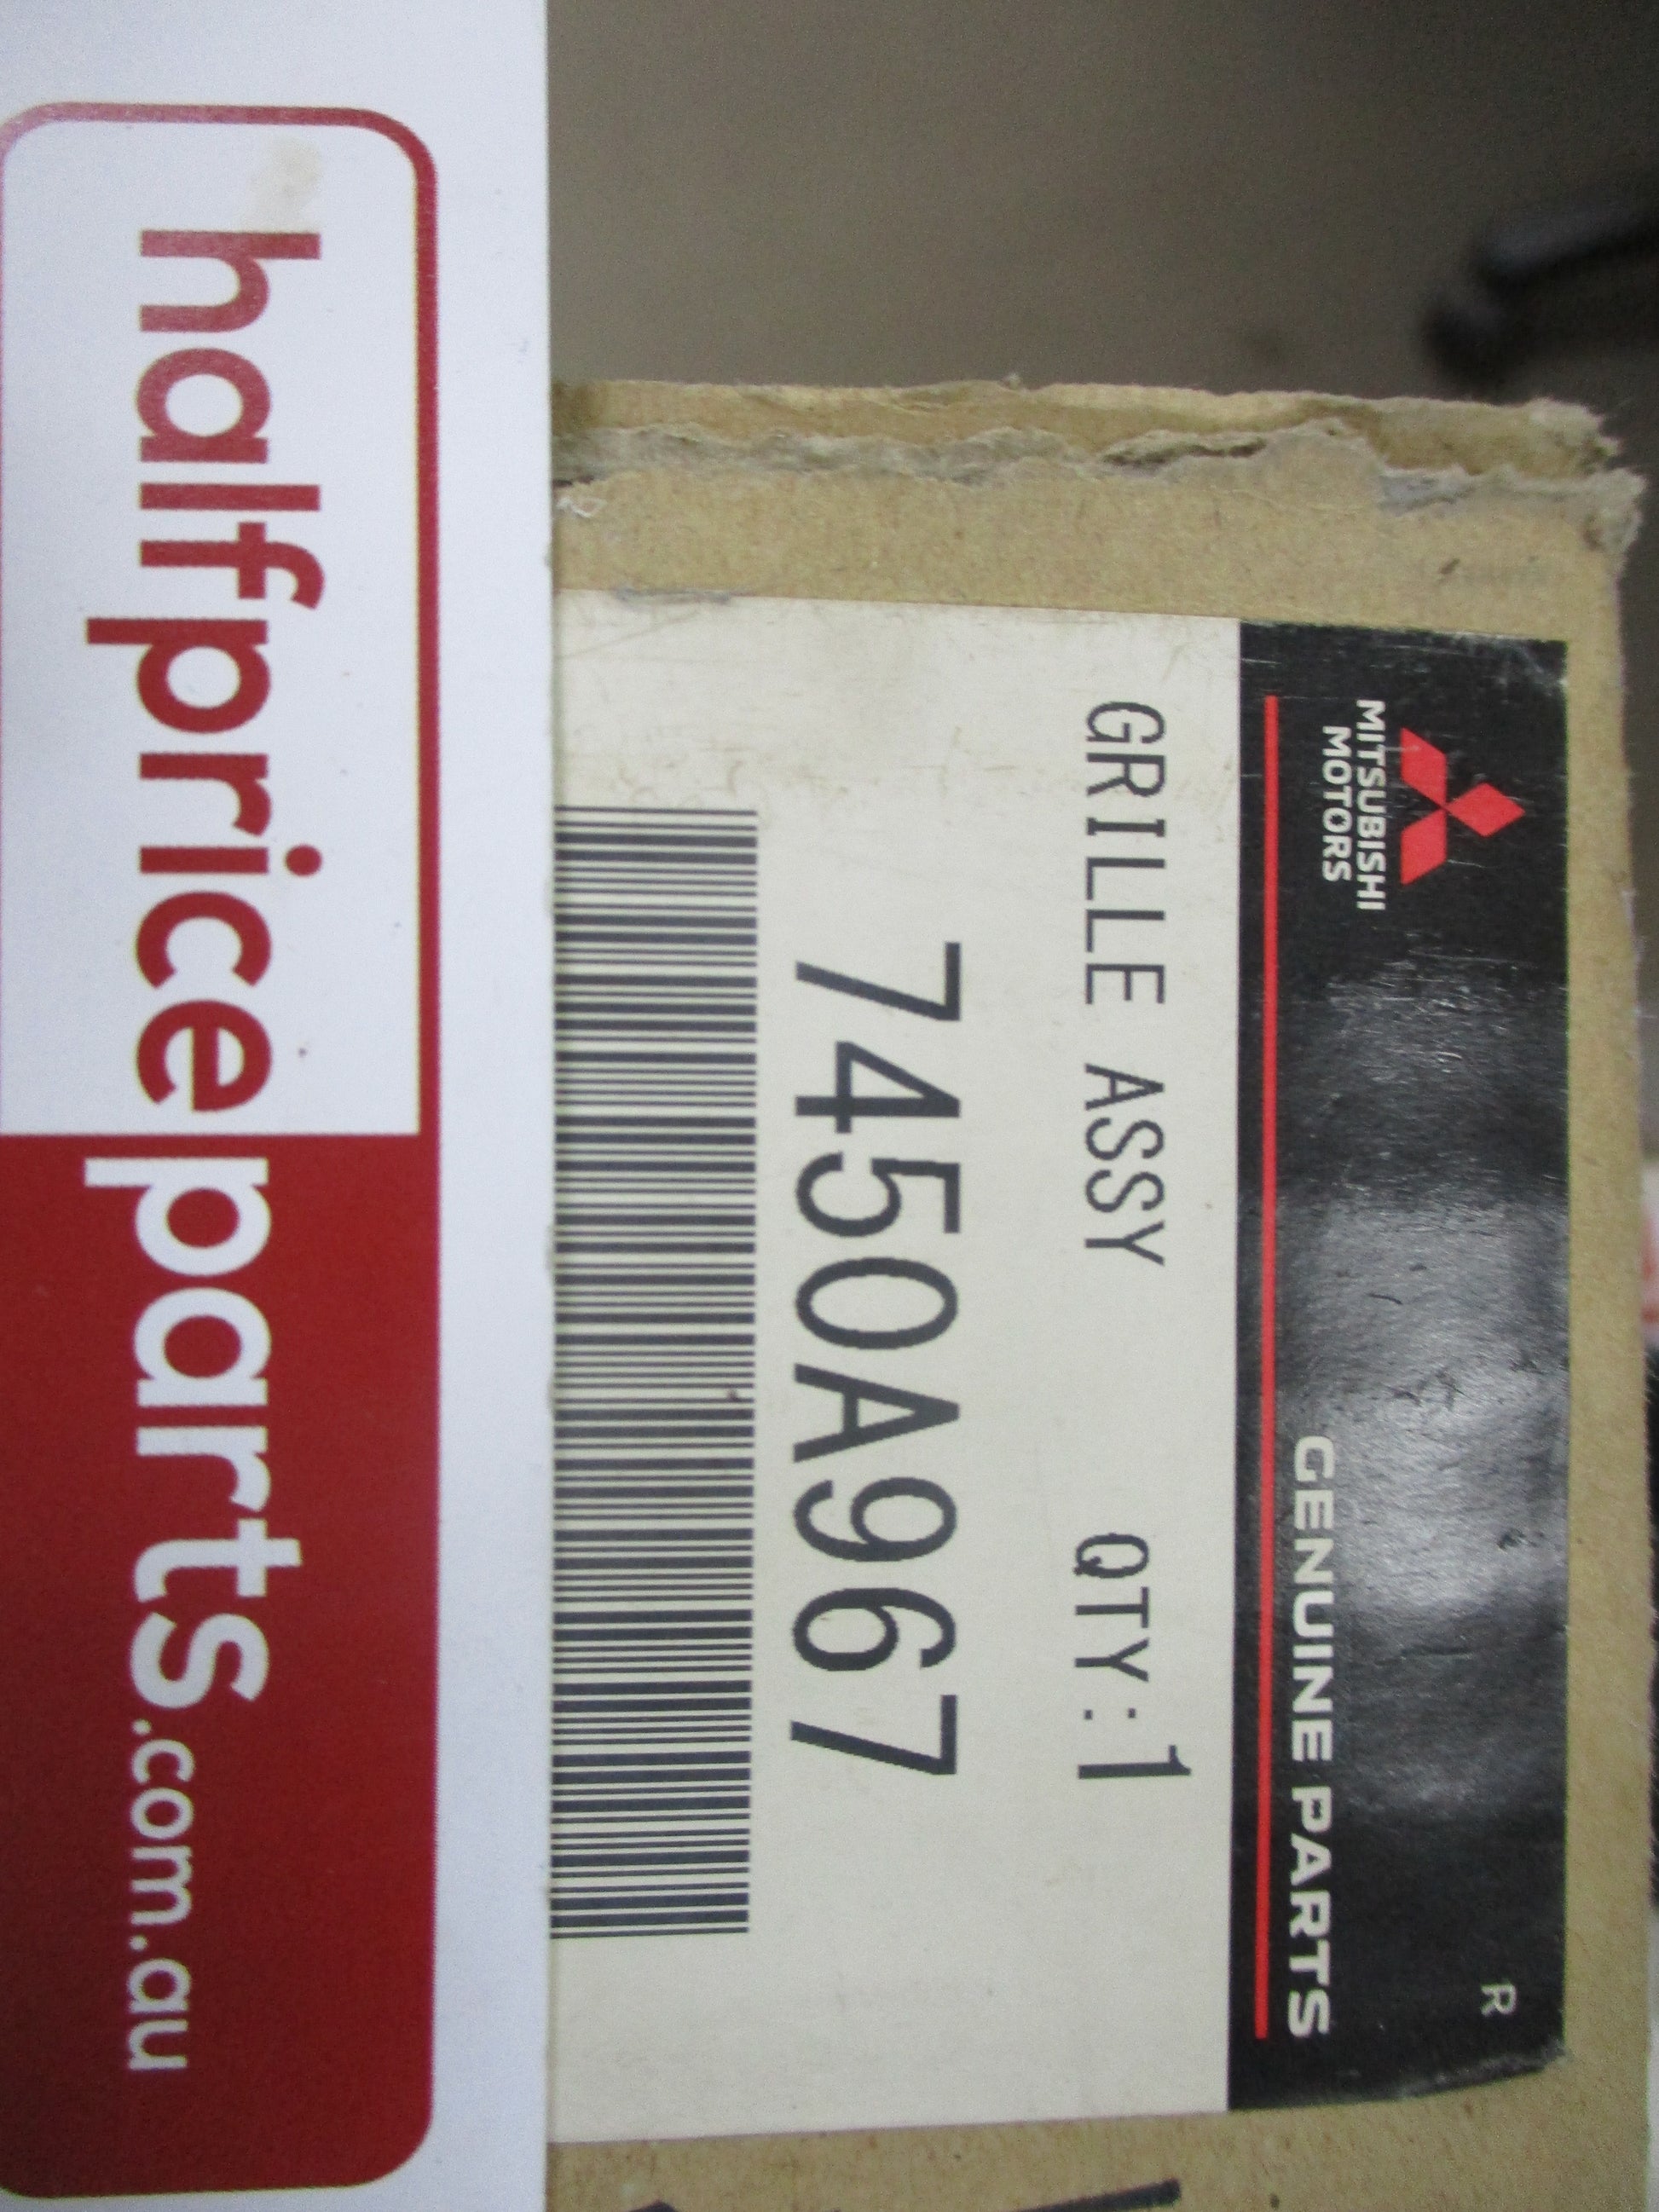 MITSUBISHI
MOTORS
R
GENUINE PARTS
GRILLE ASSY QTY:1
7450A967
halfpriceparts.com.au